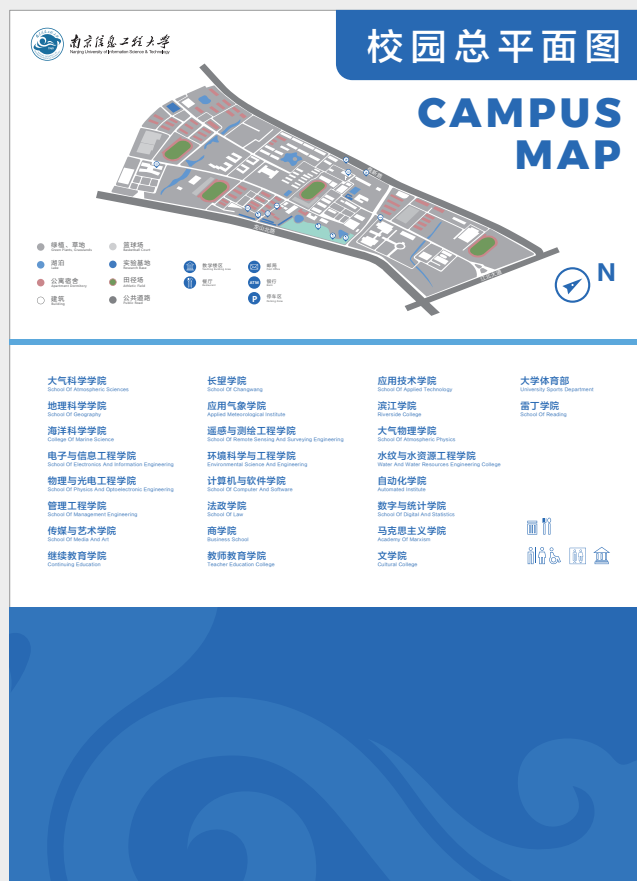 南京信息工程大学
Nanjing University of Information Science & Technology
校园总平面图
CAMPUS
MAP
N
绿植、草地
湖泊
Lake
公寓宿舍
建筑
Building
篮球场
Basketball Court
实验基地
Research Base
田径场
Athletic Field
公共道路
Public Road
教学楼区
餐厅
邮局
ATM
银行
P
停车区
大气科学学院
School Of Atmospheric Sciences
地理科学学院
School Of Geography
海洋科学学院
College Of Marine Science
电子与信息工程学院
School Of Electronics And Information Engineering
物理与光电工程学院
School Of Physics And Optoelectronic Engineering
管理工程学院
School Of Management Engineering
传媒与艺术学院
School Of Media And Art
继续教育学院
Continuing Education
长望学院
School Of Changwang
应用气象学院
Applied Meteorological Institute
遥感与测绘工程学院
School Of Remote Sensing And Surveying Engineering
环境科学与工程学院
Environmental Science And Engineering
计算机与软件学院
School Of Computer And Software
法政学院
School Of Law
商学院
Business School
教师教育学院
Teacher Education College
应用技术学院
School Of Applied Technology
滨江学院
Riverside College
大气物理学院
School Of Atmospheric Physics
水纹与水资源工程学院
Water And Water Resources Engineering College
自动化学院
Automated Institute
数字与统计学院
School Of Digital And Statistics
马克思主义学院
Academy Of Marxism
文学院
Cultural College
大学体育部
University Sports Department
雷丁学院
School Of Reading